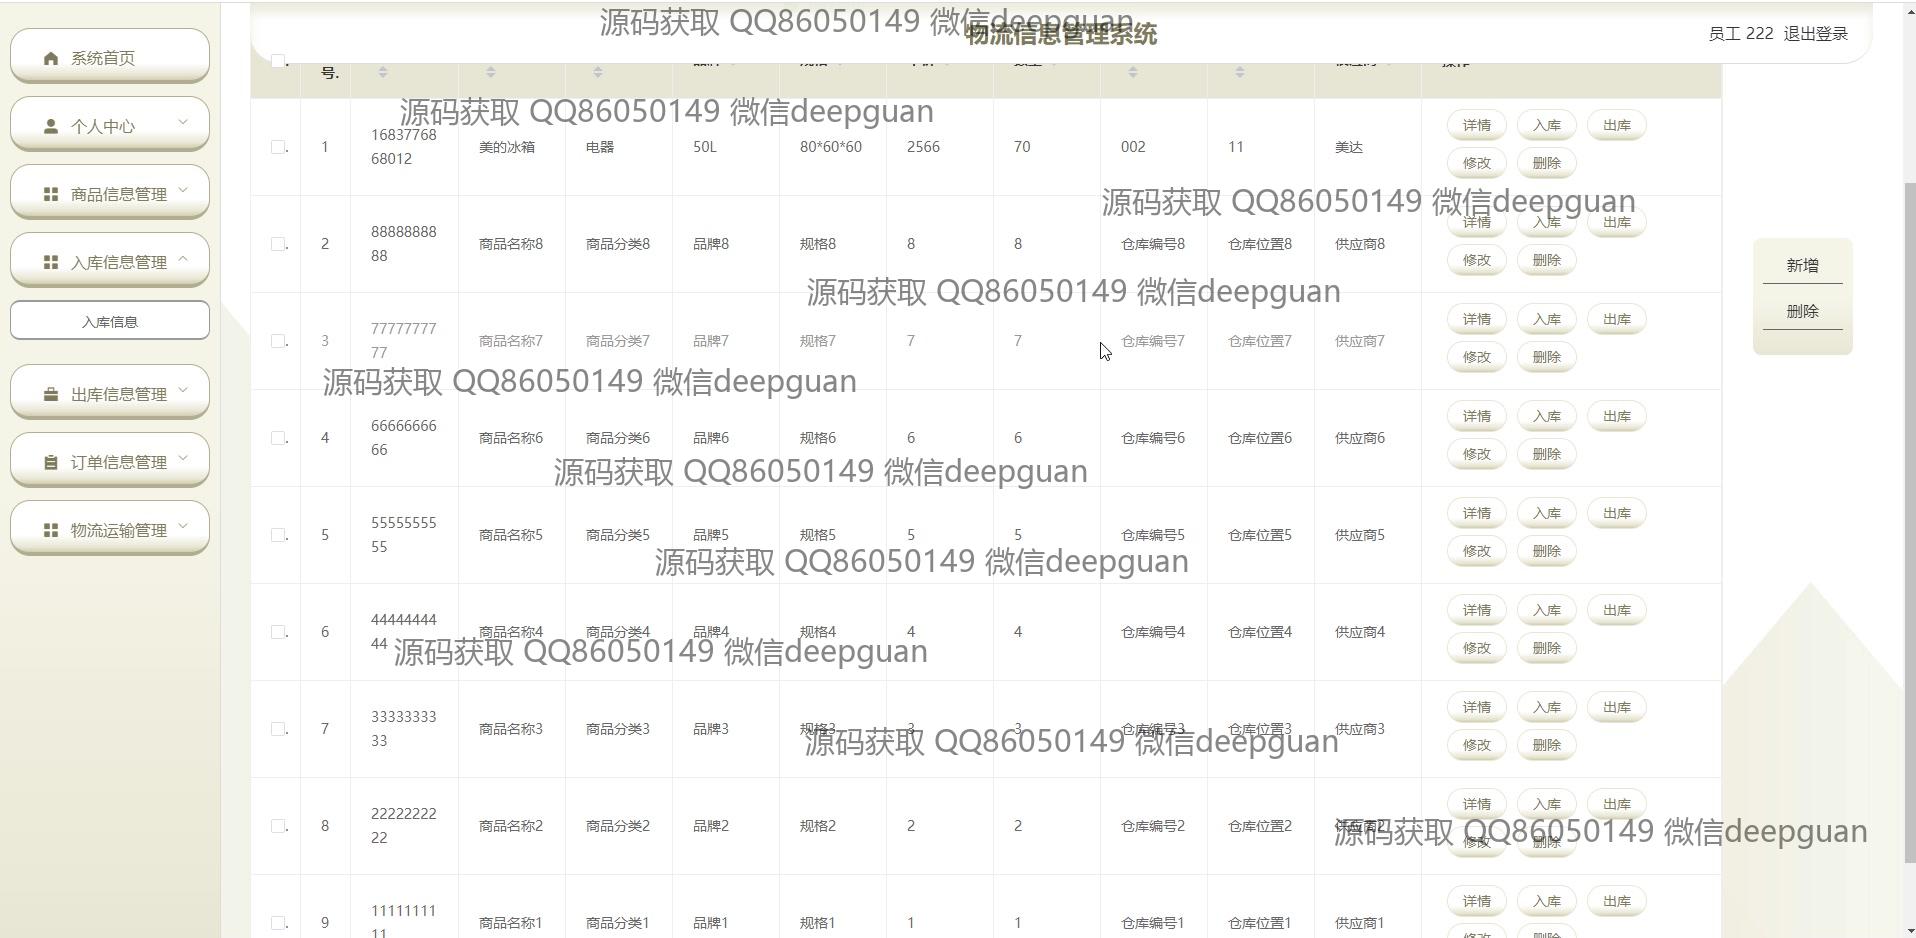 源码获取 QQ86050149 微信deepguan
物流信息管理系统
员工 222 退出登录
系统首页
个人中心
商品信息管理
入库信息管理
入库信息
出库信息管理
订单信息管理
物流运输管理
号.
操作
源码获取 QQ86050149 微信deepguan
1 1683776868012 美的冰箱 电器 50L 80*60*60 2566 70 002 11 美达 详情 入库 出库
修改 删除
源码获取 QQ86050149 微信deepguan
2 8888888888 商品名称8 商品分类8 品牌8 规格8 8 8 仓库编号8 仓库位置8 供应商8 详情 入库 出库
修改 删除
源码获取 QQ86050149 微信deepguan
3 7777777777 商品名称7 商品分类7 品牌7 规格7 7 7 仓库编号7 仓库位置7 供应商7 详情 入库 出库
修改 删除
源码获取 QQ86050149 微信deepguan
4 6666666666 商品名称6 商品分类6 品牌6 规格6 6 6 仓库编号6 仓库位置6 供应商6 详情 入库 出库
修改 删除
源码获取 QQ86050149 微信deepguan
5 5555555555 商品名称5 商品分类5 品牌5 规格5 5 5 仓库编号5 仓库位置5 供应商5 详情 入库 出库
修改 删除
源码获取 QQ86050149 微信deepguan
6 4444444444 商品名称4 商品分类4 品牌4 规格4 4 4 仓库编号4 仓库位置4 供应商4 详情 入库 出库
修改 删除
源码获取 QQ86050149 微信deepguan
7 3333333333 商品名称3 商品分类3 品牌3 规格3 3 3 仓库编号3 仓库位置3 供应商3 详情 入库 出库
修改 删除
源码获取 QQ86050149 微信deepguan
8 2222222222 商品名称2 商品分类2 品牌2 规格2 2 2 仓库编号2 仓库位置2 供应商2 详情 入库 出库
修改 删除
源码获取 QQ86050149 微信deepguan
9 1111111111 商品名称1 商品分类1 品牌1 规格1 1 1 仓库编号1 仓库位置1 供应商1 详情 入库 出库
新增
删除